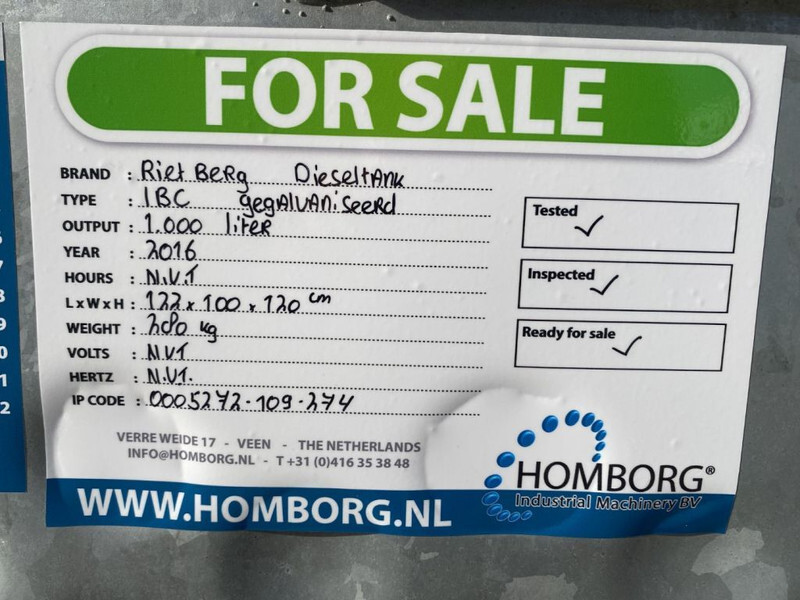 FOR SALE
BRAND : Riet Berg Dieseltank
TYPE : IBC gegalvaniseerd
OUTPUT : 1.000 liter
YEAR : 2016
HOURS : N.V.T
L x W x H : 122 x 100 x 120 cm
WEIGHT : 280 kg
VOLTS : N.V.T
HERTZ : N.V.T.
IP CODE : 0005272-109-274
Tested ✓
Inspected ✓
Ready for sale ✓
VERRE WEIDE 17 - VEEN - THE NETHERLANDS
INFO@HOMBORG.NL - T +31 (0)416 35 38 48
HOMBORG®
Industrial Machinery BV
WWW.HOMBORG.NL